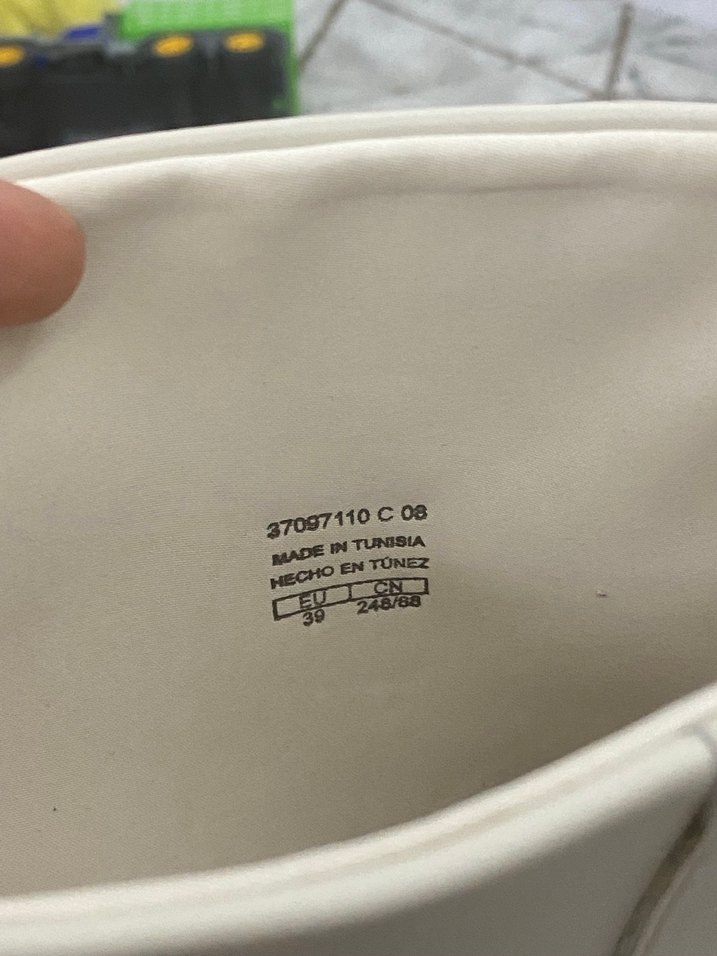 37097110 C 08
MADE IN TUNISIA
HECHO EN TÚNEZ
EU CN
39 248/88